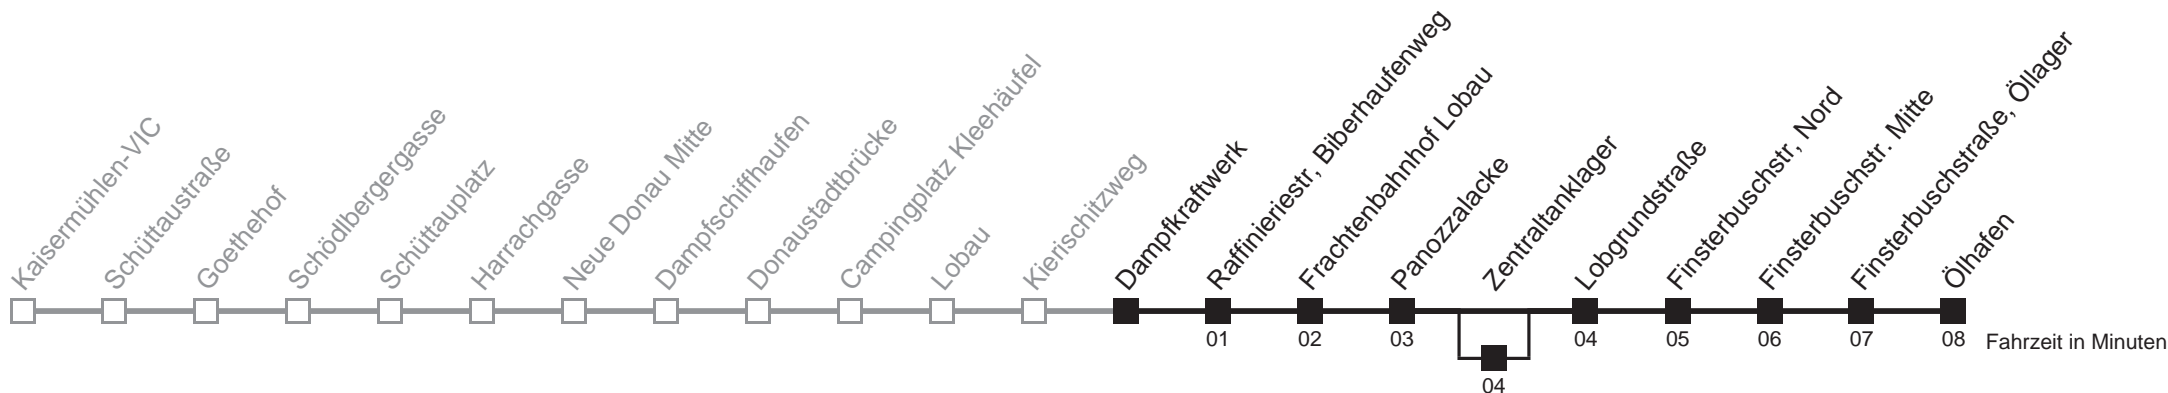 Kaisermühlen-VIC
Schüttaustraße
Goethehof
Schödlbergergasse
Schüttauplatz
Harrachgasse
Neue Donau Mitte
Dampfschiffhaufen
Donaustadtbrücke
Campingplatz Kleehäufel
Lobau
Kierischitzweg
Dampfkraftwerk
Raffinieriestr, Biberhaufenweg
Frachtenbahnhof Lobau
Panozzalacke
Zentraltanklager
Lobgrundstraße
Finsterbuschstr, Nord
Finsterbuschstr. Mitte
Finsterbuschstraße, Öllager
Ölhafen
01 02 03 04 05 06 07 08 Fahrzeit in Minuten
04